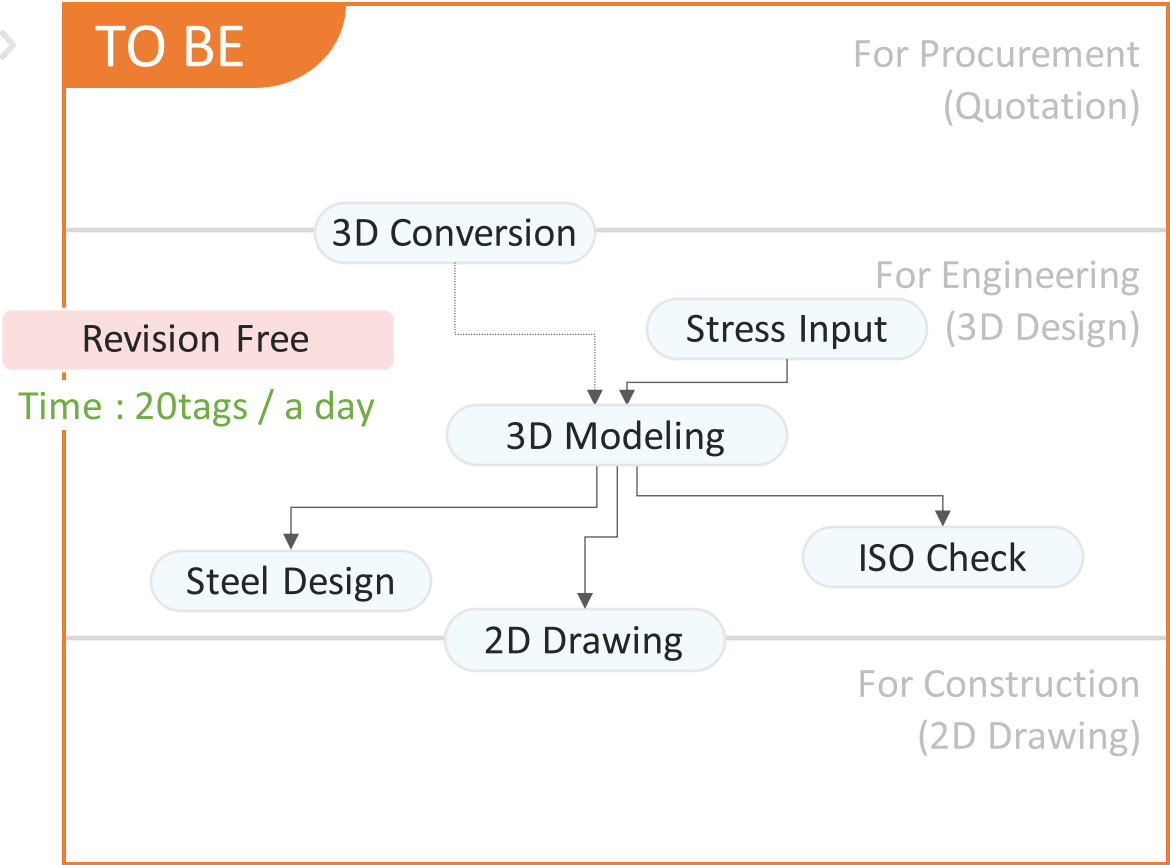 TO BE
For Procurement
(Quotation)
3D Conversion
For Engineering
(3D Design)
Stress Input
Revision Free
Time : 20tags / a day
3D Modeling
ISO Check
Steel Design
2D Drawing
For Construction
(2D Drawing)